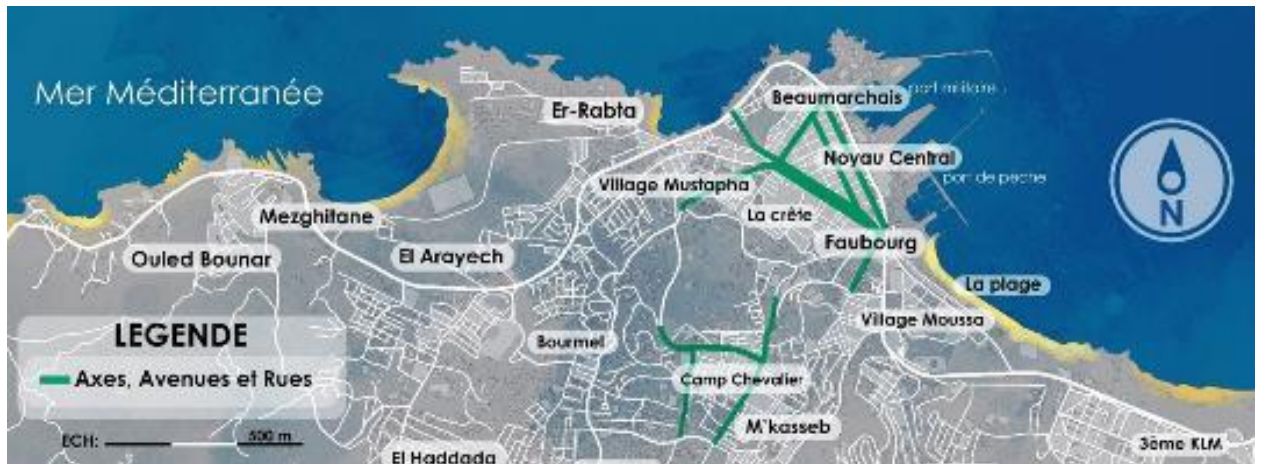 Mer Méditerranée
Er-Rabta
Beaumarchais
port militaire
Noyau Central
port de peche
Village Mustapha
La crête
Mezghitane
Faubourg
Ouled Bounar
El Arayech
N
La plage
Village Moussa
LEGENDE
Axes, Avenues et Rues
Bourmel
Camp Chevalier
M'kasseb
ECH:
500 m
El Haddada
3ème KLM